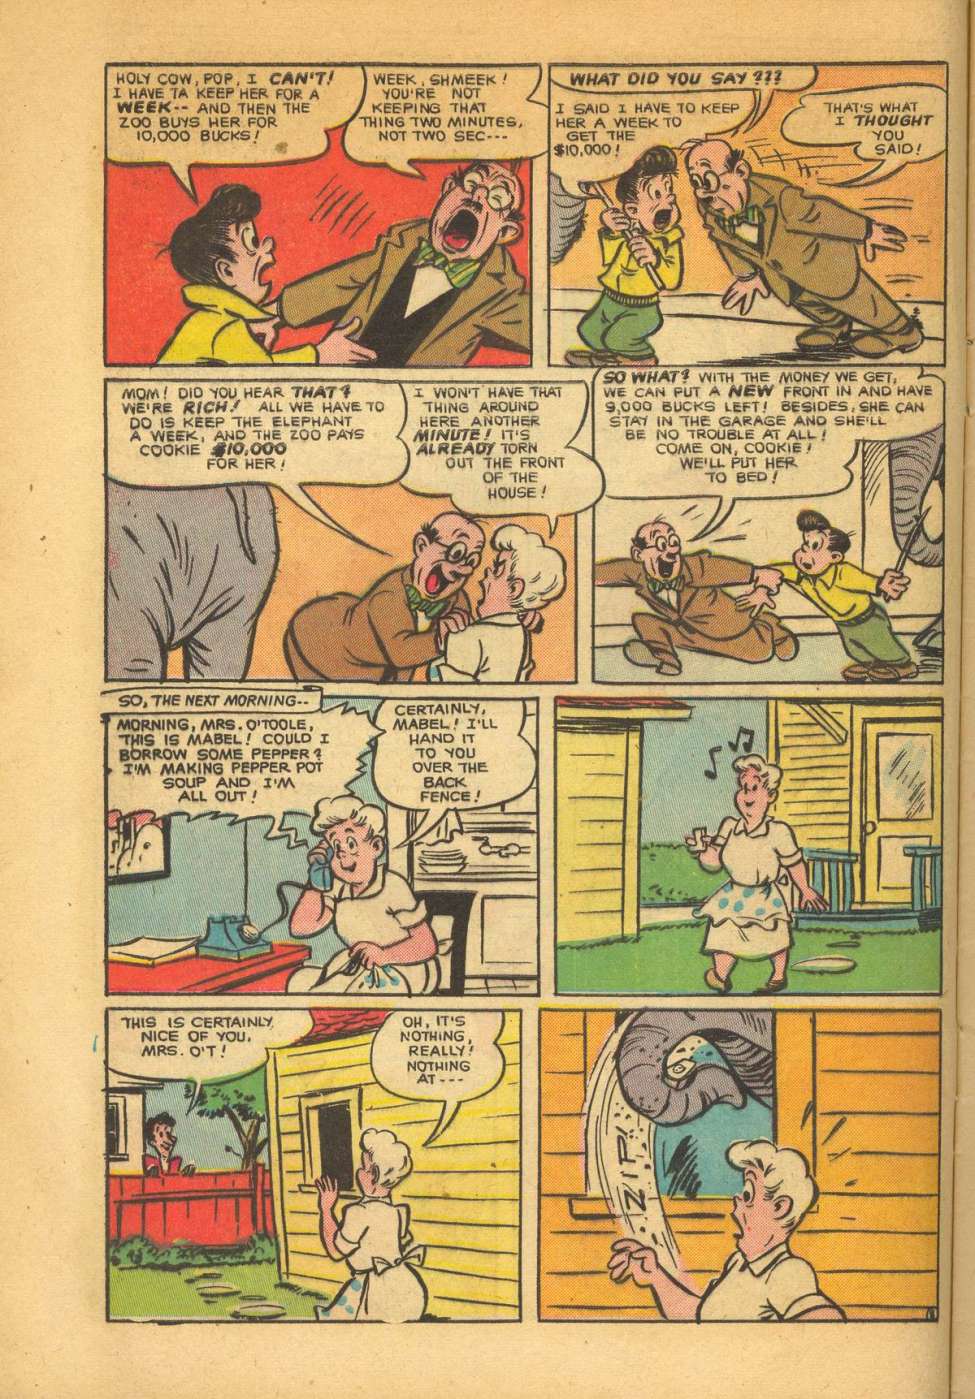 HOLY COW, POP, I CAN'T!
I HAVE TA KEEP HER FOR A
WEEK-- AND THEN THE
ZOO BUYS HER FOR
10,000 BUCKS!
WEEK, SHMEEK!
YOU'RE NOT
KEEPING THAT
THING TWO MINUTES,
NOT TWO SEC---
WHAT DID YOU SAY???
I SAID I HAVE TO KEEP
HER A WEEK TO
GET THE
$10,000!
THAT'S WHAT
I THOUGHT
YOU
SAID!
MOM! DID YOU HEAR THAT?
WE'RE RICH! ALL WE HAVE TO
DO IS KEEP THE ELEPHANT
A WEEK, AND THE ZOO PAYS
COOKIE $10,000
FOR HER!
I WON'T HAVE THAT
THING AROUND
HERE ANOTHER
MINUTE! IT'S
ALREADY TORN
OUT THE FRONT
OF THE
HOUSE!
SO WHAT? WITH THE MONEY WE GET,
WE CAN PUT A NEW FRONT IN AND HAVE
9,000 BUCKS LEFT! BESIDES, SHE CAN
STAY IN THE GARAGE AND SHE'LL
BE NO TROUBLE AT ALL!
COME ON, COOKIE!
WE'LL PUT HER
TO BED!
SO, THE NEXT MORNING--
MORNING, MRS. O'TOOLE,
THIS IS MABEL! COULD I
BORROW SOME PEPPER?
I'M MAKING PEPPER POT
SOUP AND I'M
ALL OUT!
CERTAINLY,
MABEL! I'LL
HAND IT
TO YOU
OVER THE
BACK
FENCE!
THIS IS CERTAINLY
NICE OF YOU,
MRS. O'T!
OH, IT'S
NOTHING,
REALLY!
NOTHING
AT---
ZIP!